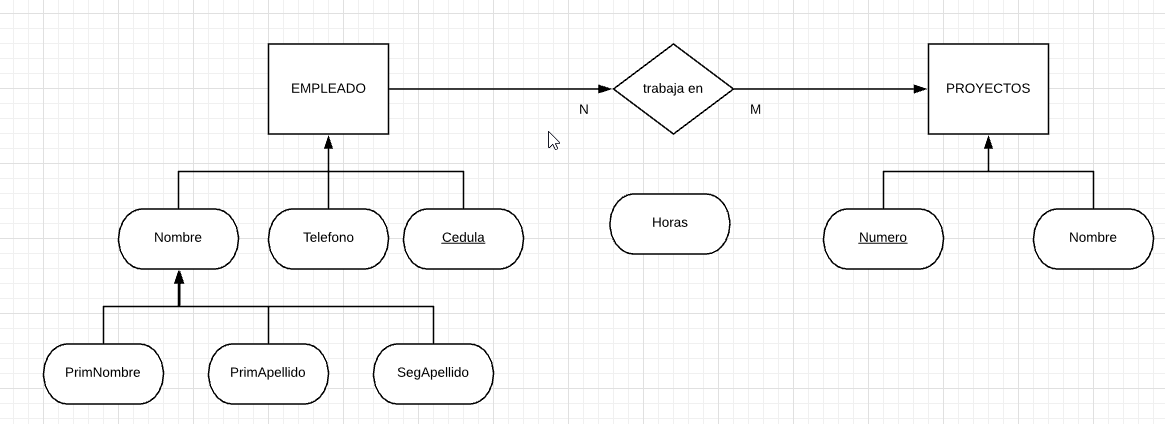 EMPLEADO
trabaja en
PROYECTOS
N
M
Nombre
Telefono
Cedula
Horas
Numero
Nombre
PrimNombre
PrimApellido
SegApellido